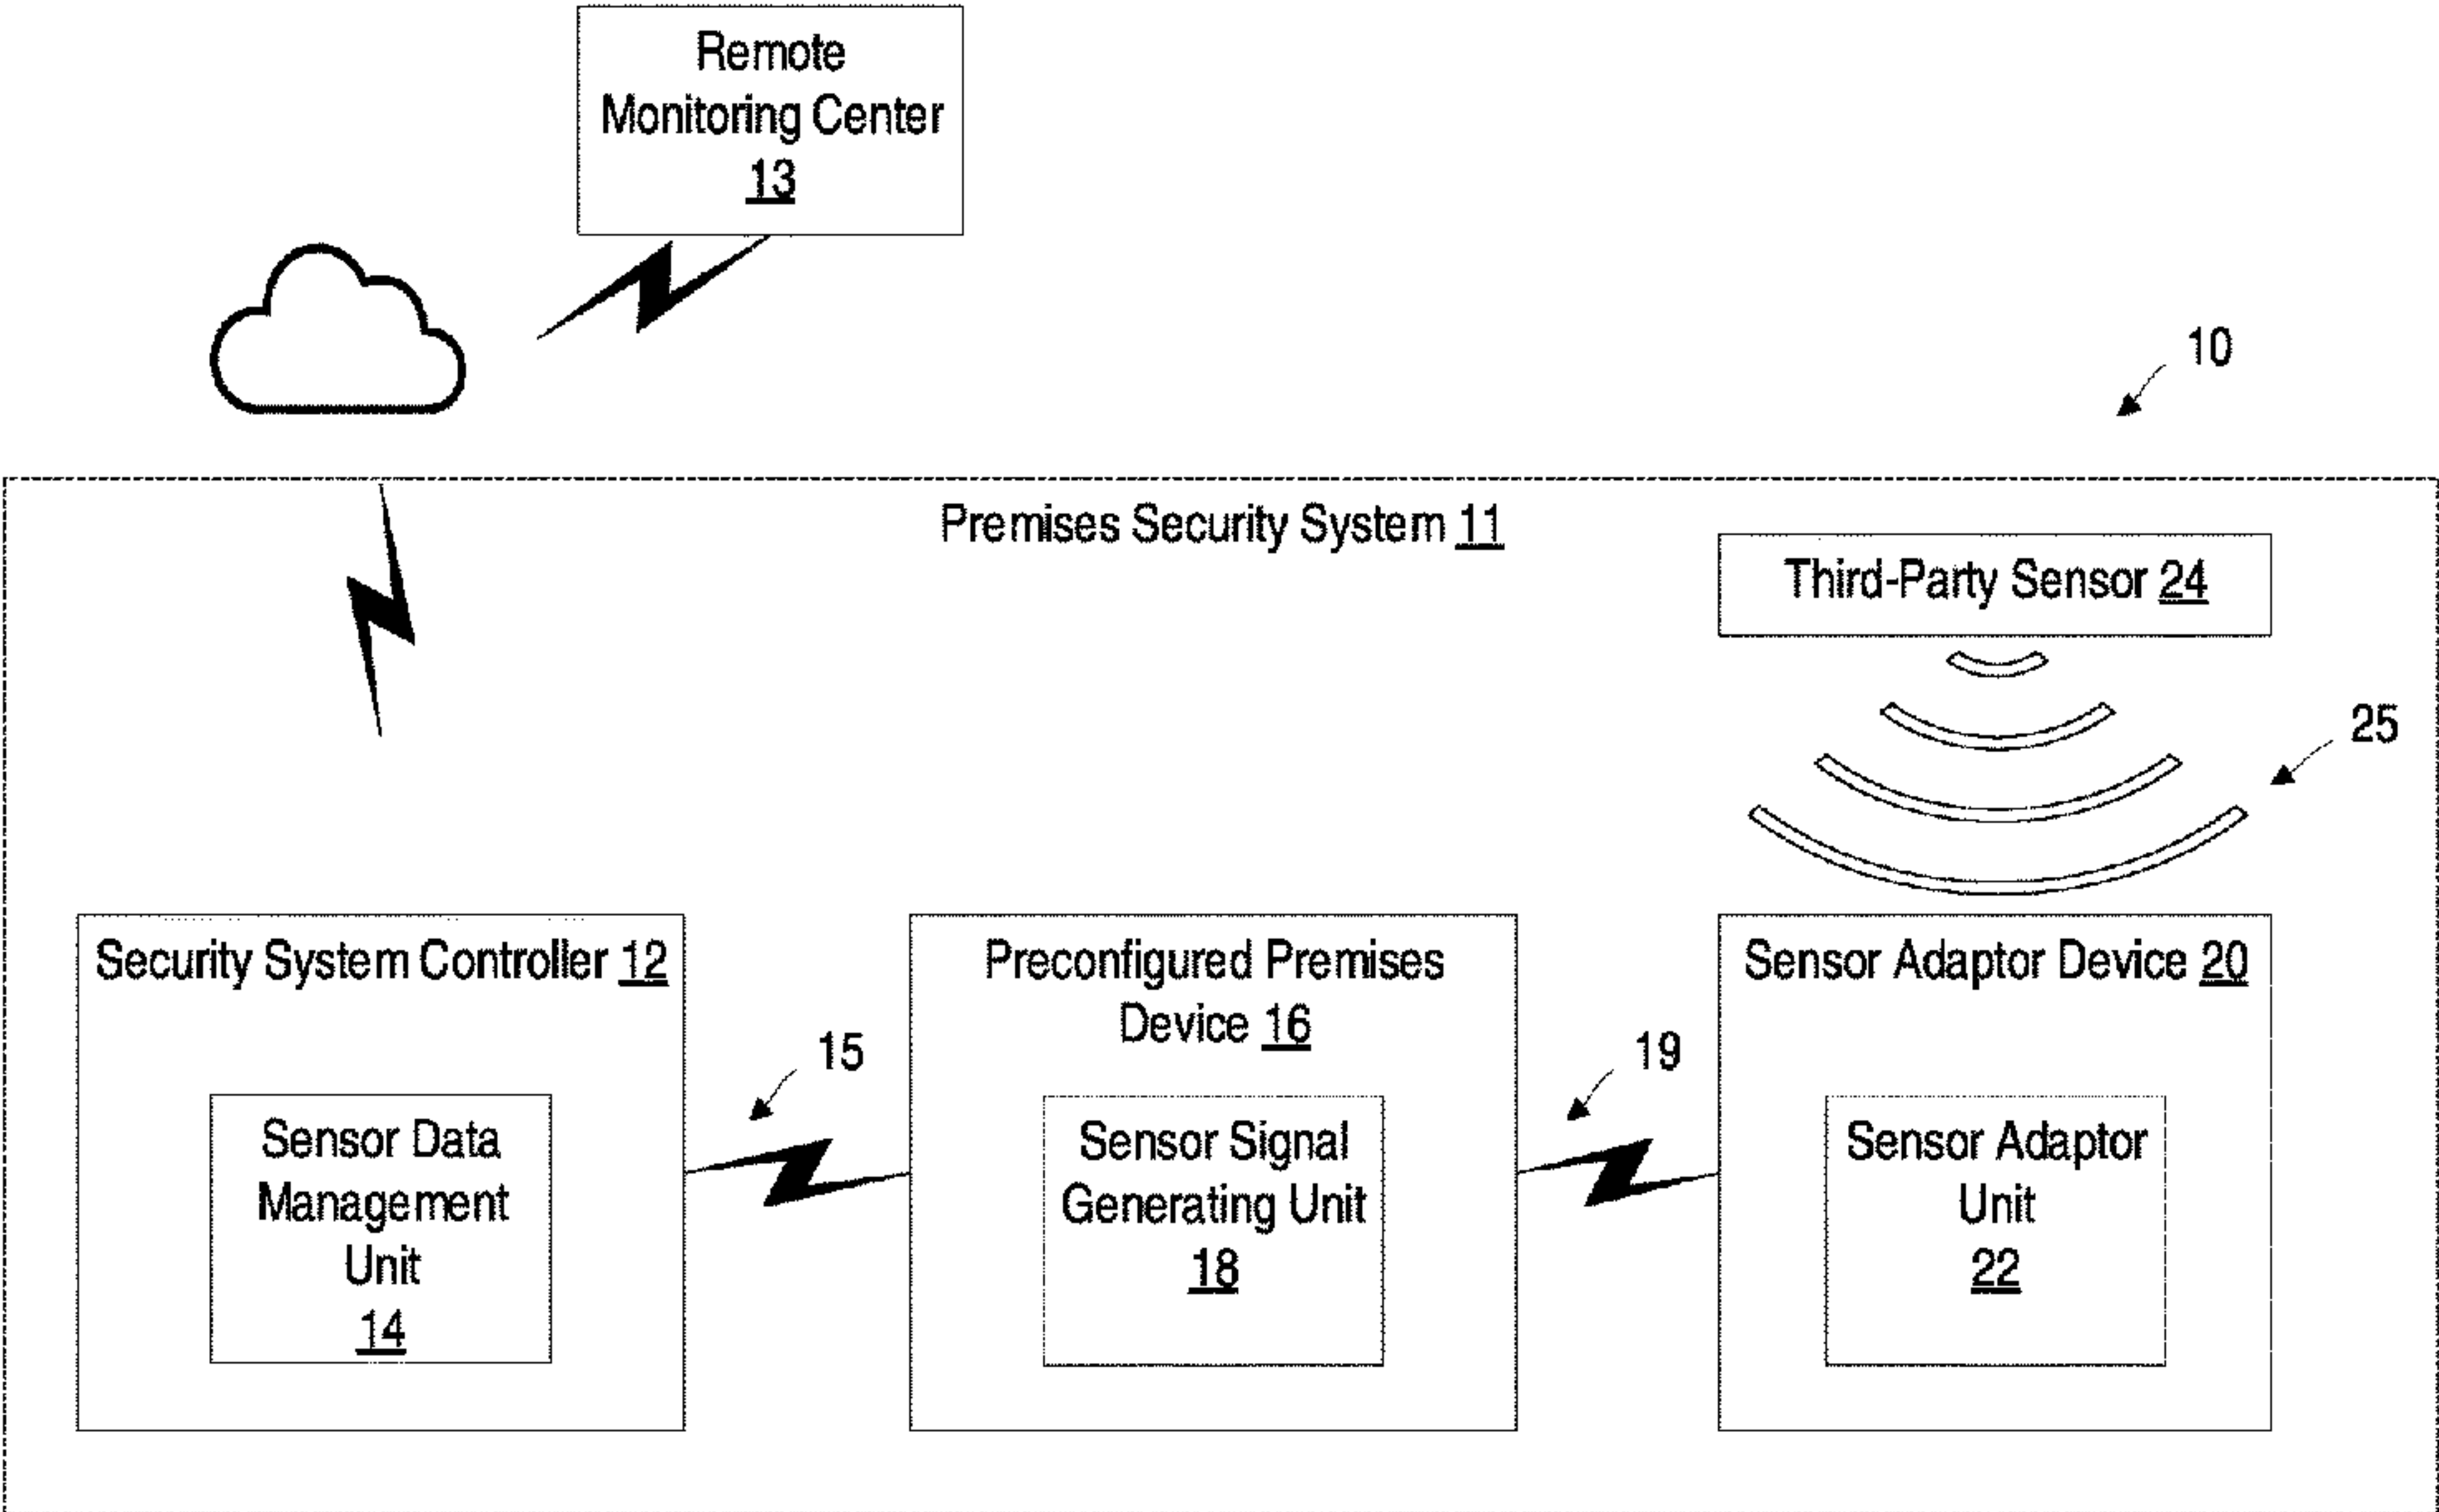 Remote
Monitoring Center
13
10
Premises Security System 11
Third-Party Sensor 24
25
Security System Controller 12
Sensor Data
Management
Unit
14
15
Preconfigured Premises
Device 16
Sensor Signal
Generating Unit
18
19
Sensor Adaptor Device 20
Sensor Adaptor
Unit
22